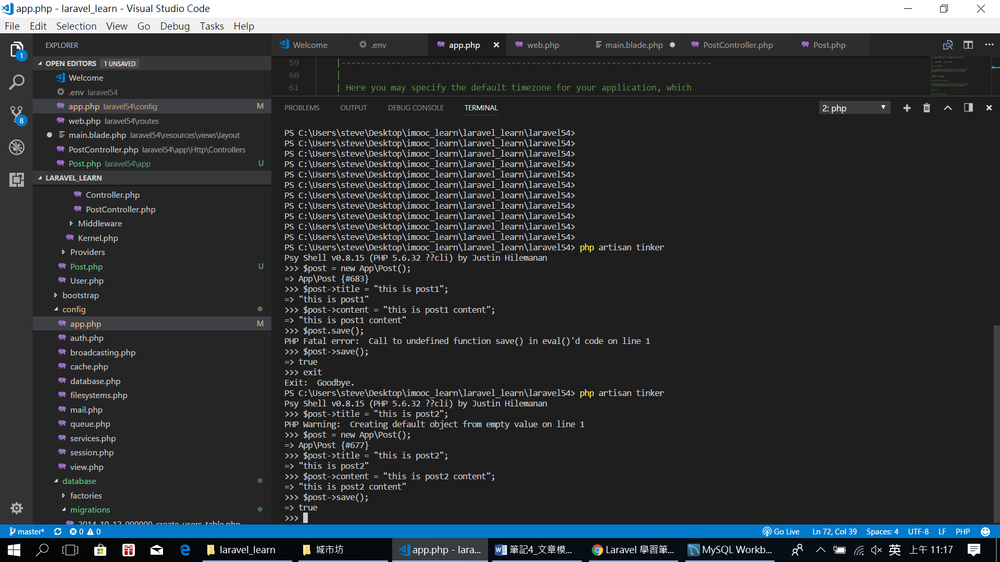 app.php - laravel_learn - Visual Studio Code
File Edit Selection View Go Debug Tasks Help
EXPLORER
OPEN EDITORS 1 UNSAVED
Welcome
.env laravel54
app.php laravel54\config M
web.php laravel54\routes
main.blade.php laravel54\resources\views\layout
PostController.php laravel54\app\Http\Controllers
Post.php laravel54\app U
LARAVEL_LEARN
Controller.php
PostController.php
Middleware
Kernel.php
Providers
Post.php U
User.php
bootstrap
config
app.php M
auth.php
broadcasting.php
cache.php
database.php
filesystems.php
mail.php
queue.php
services.php
session.php
view.php
database
factories
migrations
2014_10_12_000000_create_users_table.php
1
8
Welcome .env app.php web.php main.blade.php PostController.php Post.php
59 |-----------------------------------------------------------------------
60 |
61 | Here you may specify the default timezone for your application, which
PROBLEMS OUTPUT DEBUG CONSOLE TERMINAL 2: php
PS C:\Users\steve\Desktop\imooc_learn\laravel_learn\laravel54>
PS C:\Users\steve\Desktop\imooc_learn\laravel_learn\laravel54>
PS C:\Users\steve\Desktop\imooc_learn\laravel_learn\laravel54>
PS C:\Users\steve\Desktop\imooc_learn\laravel_learn\laravel54>
PS C:\Users\steve\Desktop\imooc_learn\laravel_learn\laravel54>
PS C:\Users\steve\Desktop\imooc_learn\laravel_learn\laravel54>
PS C:\Users\steve\Desktop\imooc_learn\laravel_learn\laravel54>
PS C:\Users\steve\Desktop\imooc_learn\laravel_learn\laravel54>
PS C:\Users\steve\Desktop\imooc_learn\laravel_learn\laravel54>
PS C:\Users\steve\Desktop\imooc_learn\laravel_learn\laravel54>
PS C:\Users\steve\Desktop\imooc_learn\laravel_learn\laravel54>
PS C:\Users\steve\Desktop\imooc_learn\laravel_learn\laravel54> php artisan tinker
Psy Shell v0.8.15 (PHP 5.6.32 ??cli) by Justin Hilemanan
>>> $post = new App\Post();
=> App\Post {#683}
>>> $post->title = "this is post1";
=> "this is post1"
>>> $post->content = "this is post1 content";
=> "this is post1 content"
>>> $post.save();
PHP Fatal error:  Call to undefined function save() in eval()'d code on line 1
>>> $post->save();
=> true
>>> exit
Exit:  Goodbye.
PS C:\Users\steve\Desktop\imooc_learn\laravel_learn\laravel54> php artisan tinker
Psy Shell v0.8.15 (PHP 5.6.32 ??cli) by Justin Hilemanan
>>> $post->title = "this is post2";
PHP Warning:  Creating default object from empty value on line 1
>>> $post = new App\Post();
=> App\Post {#677}
>>> $post->title = "this is post2";
=> "this is post2"
>>> $post->content = "this is post2 content";
=> "this is post2 content"
>>> $post->save();
=> true
>>>
master* 0 0 Go Live Ln 72, Col 39 Spaces: 4 UTF-8 LF PHP
laravel_learn 城市坊 app.php - lara... 筆記4_文章模... Laravel 學習筆... MySQL Workb... 英 上午 11:17